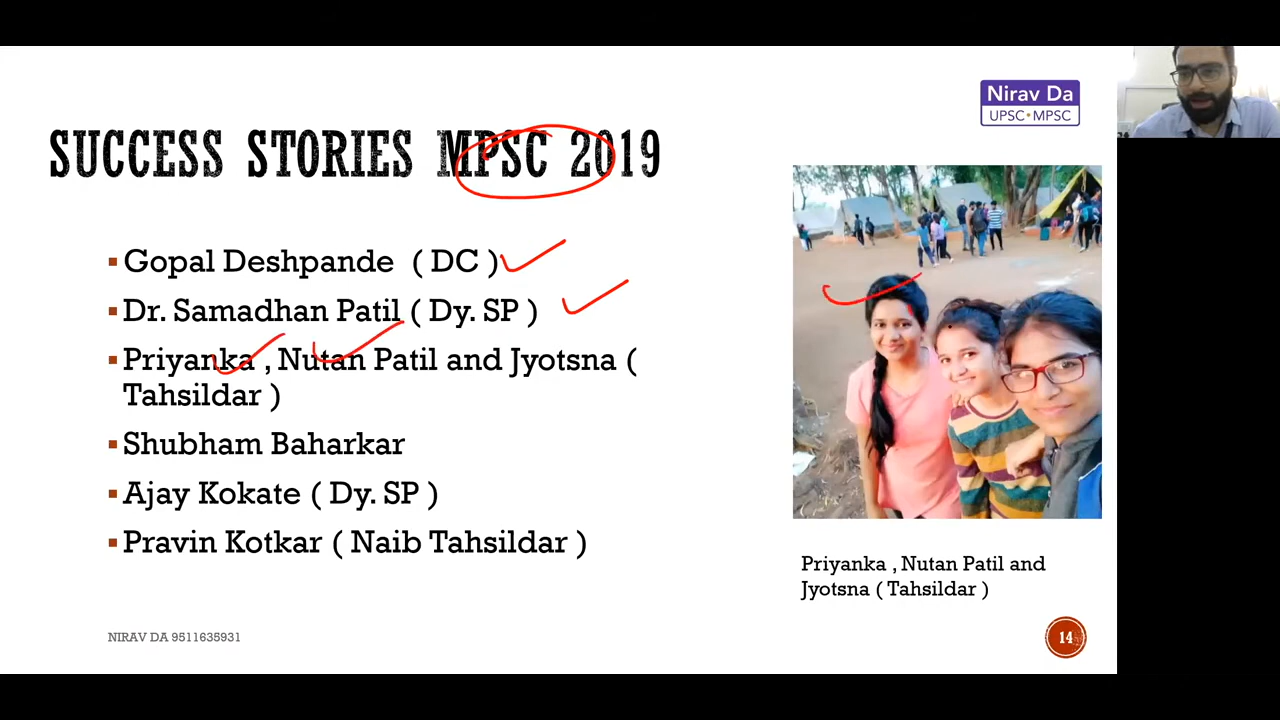 Nirav Da
UPSC•MPSC
SUCCESS STORIES MPSC 2019
Gopal Deshpande ( DC )
Dr. Samadhan Patil ( Dy. SP )
Priyanka , Nutan Patil and Jyotsna (
Tahsildar )
Shubham Baharkar
Ajay Kokate ( Dy. SP )
Pravin Kotkar ( Naib Tahsildar )
Priyanka , Nutan Patil and
Jyotsna ( Tahsildar )
NIRAV DA 9511635931
14